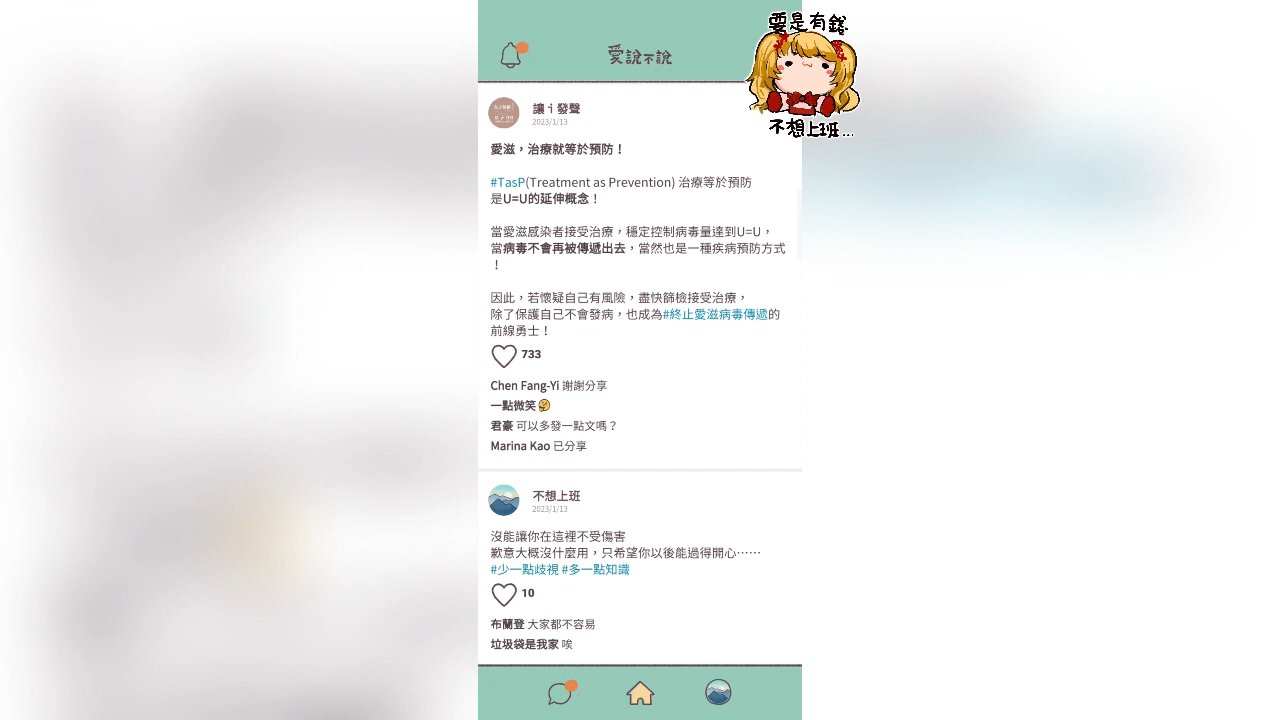 要是有錢
不想上班...
愛說不說
讓 i 發聲
2023/1/13
愛滋，治療就等於預防！
#TasP(Treatment as Prevention) 治療等於預防
是U=U的延伸概念！
當愛滋感染者接受治療，穩定控制病毒量達到U=U，
當病毒不會再被傳遞出去，當然也是一種疾病預防方式
！
因此，若懷疑自己有風險，盡快篩檢接受治療，
除了保護自己不會發病，也成為#終止愛滋病毒傳遞的
前線勇士！
733
Chen Fang-Yi 謝謝分享
一點微笑
君豪 可以多發一點文嗎？
Marina Kao 已分享
不想上班
2023/1/13
沒能讓你在這裡不受傷害
歉意大概沒什麼用，只希望你以後能過得開心……
#少一點歧視 #多一點知識
10
布蘭登 大家都不容易
垃圾袋是我家 唉